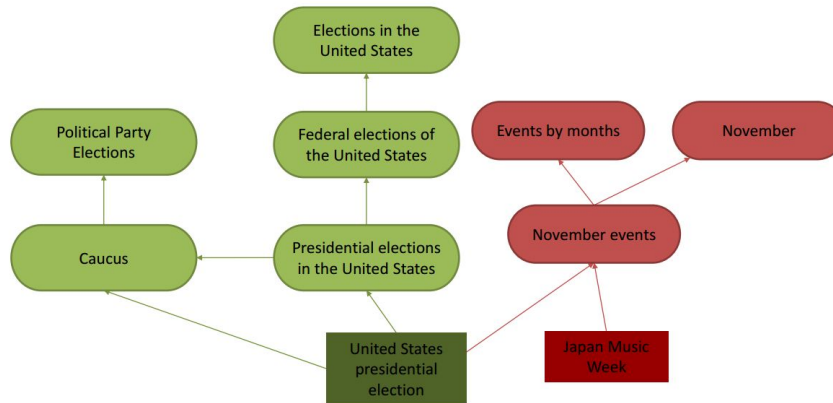 Elections in the
United States
Political Party
Elections
Federal elections of
the United States
Events by months
November
Caucus
Presidential elections
in the United States
November events
United States
presidential
election
Japan Music
Week